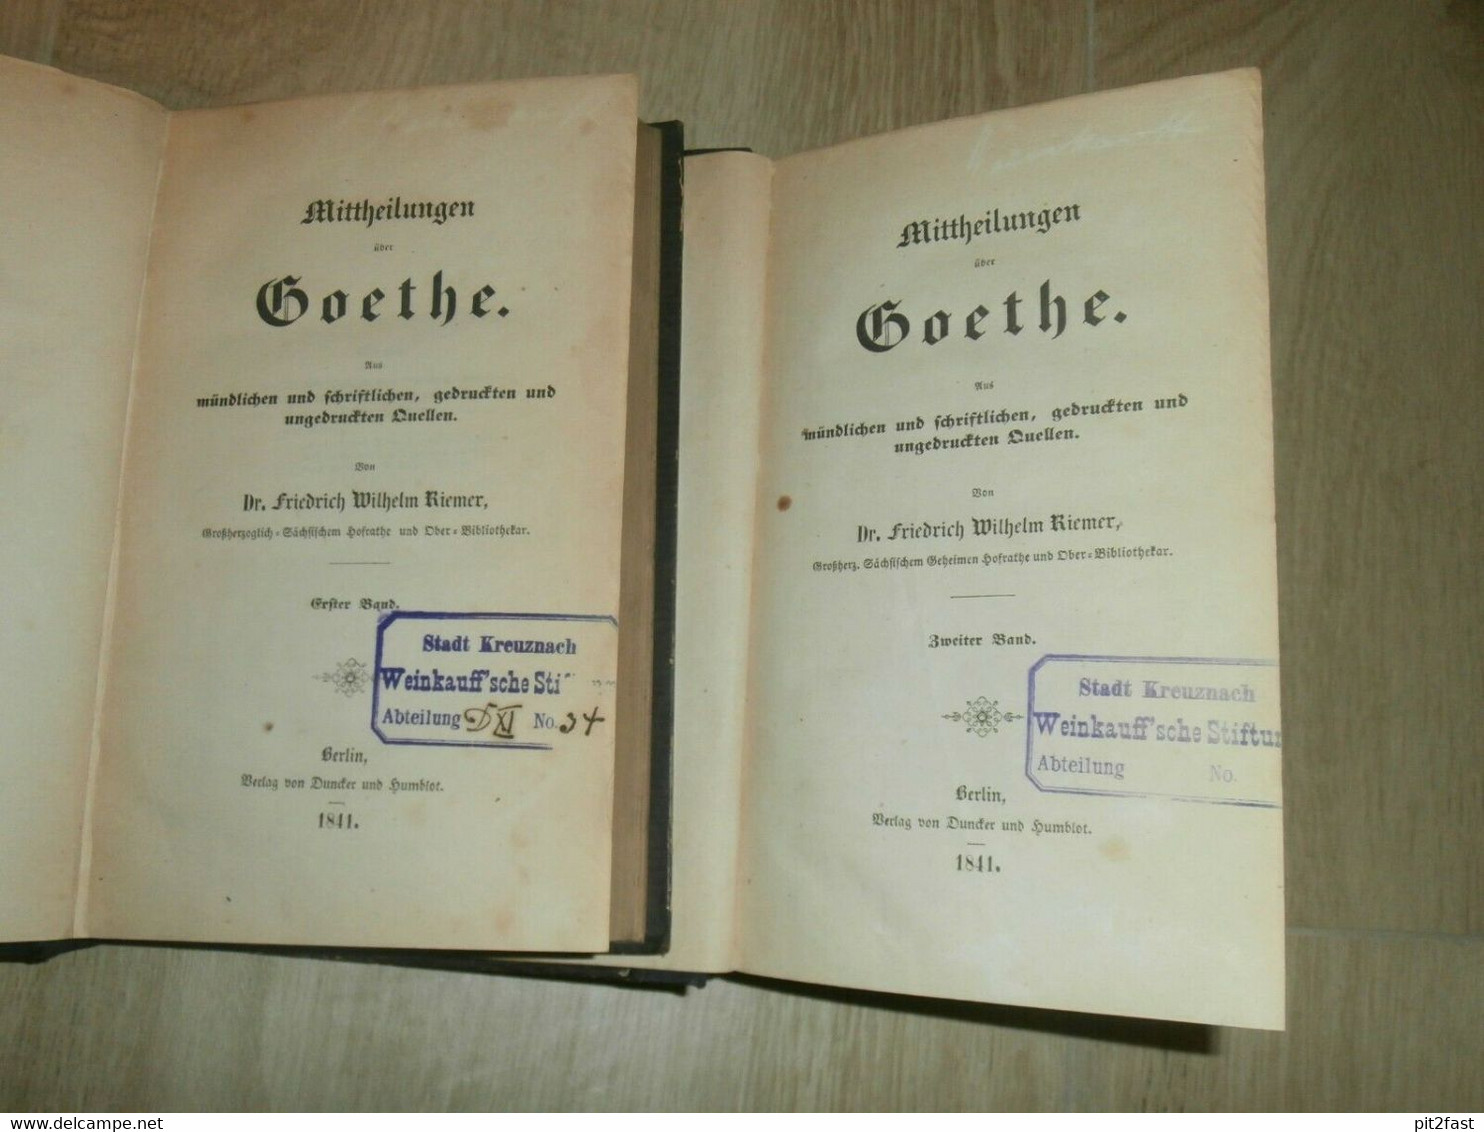 Mittheilungen
über
Goethe.
Aus
mündlichen und schriftlichen, gedruckten und
ungedruckten Quellen.
Von
Dr. Friedrich Wilhelm Riemer,
Großherzoglich-Sächsischem Hofrathe und Ober-Bibliothekar.
Erster Band.
Stadt Kreuznach
Weinkauff'sche Sti
Abteilung D XI No. 34
Berlin,
Verlag von Duncker und Humblot.
1841.
Mittheilungen
über
Goethe.
Aus
mündlichen und schriftlichen, gedruckten und
ungedruckten Quellen.
Von
Dr. Friedrich Wilhelm Riemer,
Großherz. Sächsischem Geheimen Hofrathe und Ober-Bibliothekar.
Zweiter Band.
Stadt Kreuznach
Weinkauff'sche Stiftun
Abteilung No.
Berlin,
Verlag von Duncker und Humblot.
1841.
delcampe.net
pit2fast